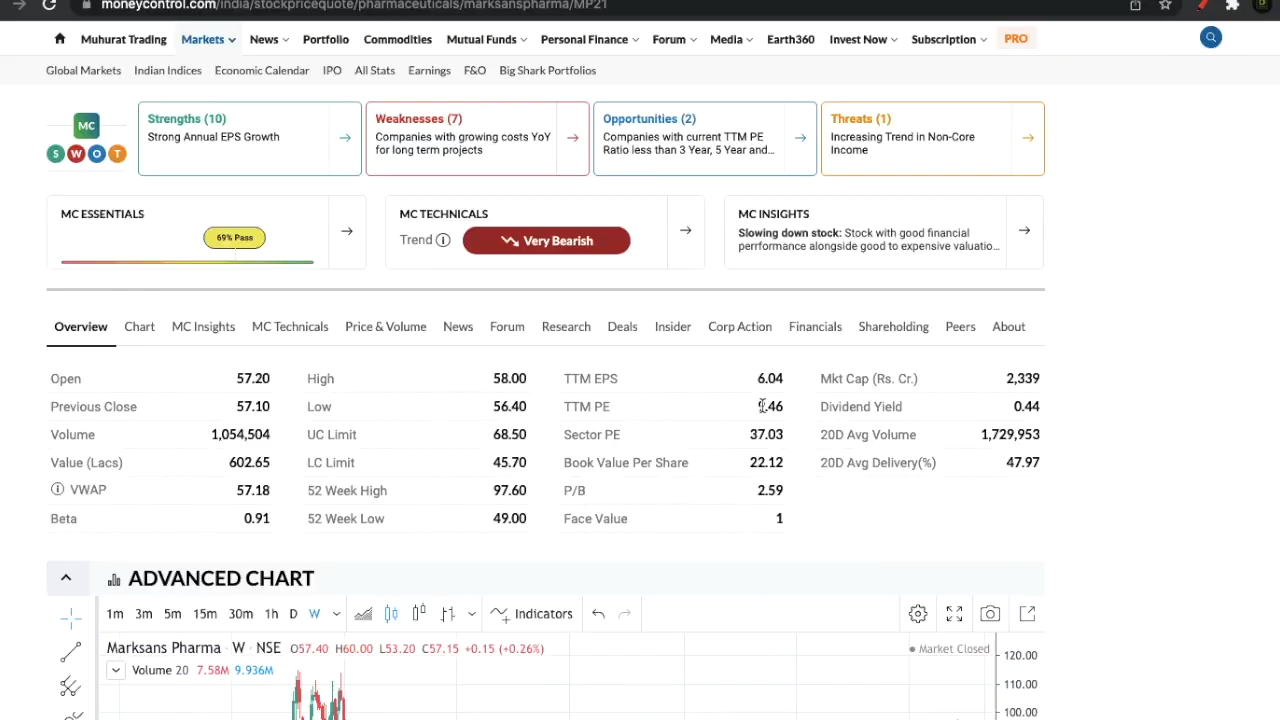 moneycontrol.com/india/stockpricequote/pharmaceuticals/marksanspharma/MP21
Muhurat Trading Markets News Portfolio Commodities Mutual Funds Personal Finance Forum Media Earth360 Invest Now Subscription PRO
Global Markets Indian Indices Economic Calendar IPO All Stats Earnings F&O Big Shark Portfolios
MC
S W O T
Strengths (10)
Strong Annual EPS Growth
Weaknesses (7)
Companies with growing costs YoY
for long term projects
Opportunities (2)
Companies with current TTM PE
Ratio less than 3 Year, 5 Year and...
Threats (1)
Increasing Trend in Non-Core
Income
MC ESSENTIALS
69% Pass
MC TECHNICALS
Trend Very Bearish
MC INSIGHTS
Slowing down stock: Stock with good financial
perrformance alongside good to expensive valuatio...
Overview Chart MC Insights MC Technicals Price & Volume News Forum Research Deals Insider Corp Action Financials Shareholding Peers About
Open 57.20 High 58.00 TTM EPS 6.04 Mkt Cap (Rs. Cr.) 2,339
Previous Close 57.10 Low 56.40 TTM PE .46 Dividend Yield 0.44
Volume 1,054,504 UC Limit 68.50 Sector PE 37.03 20D Avg Volume 1,729,953
Value (Lacs) 602.65 LC Limit 45.70 Book Value Per Share 22.12 20D Avg Delivery(%) 47.97
VWAP 57.18 52 Week High 97.60 P/B 2.59
Beta 0.91 52 Week Low 49.00 Face Value 1
ADVANCED CHART
1m 3m 5m 15m 30m 1h D W Indicators
Marksans Pharma · W · NSE O57.40 H60.00 L53.20 C57.15 +0.15 (+0.26%) Market Closed 120.00
Volume 20 7.58M 9.936M
110.00
100.00